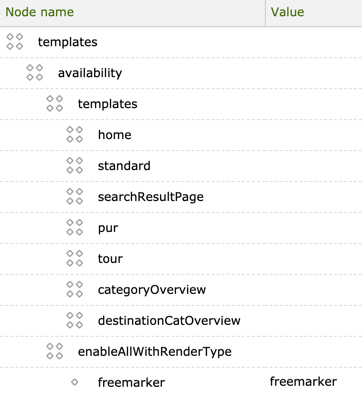 Node name Value
templates
availability
templates
home
standard
searchResultPage
pur
tour
categoryOverview
destinationCatOverview
enableAllWithRenderType
freemarker freemarker